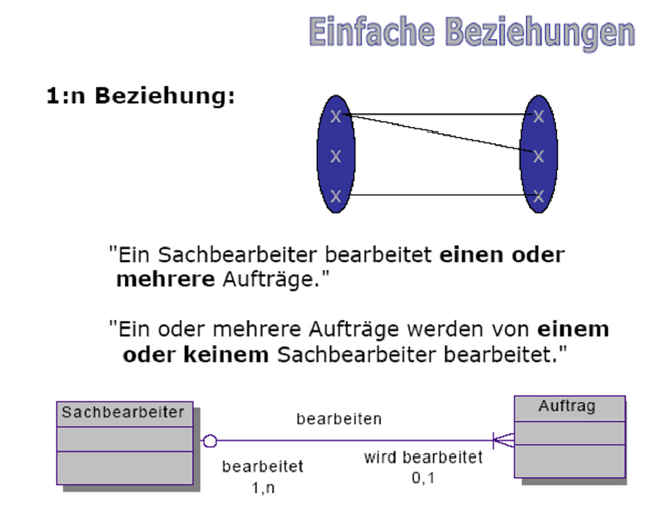 Einfache Beziehungen
1:n Beziehung:
X X
X X
X X
"Ein Sachbearbeiter bearbeitet einen oder
mehrere Aufträge."
"Ein oder mehrere Aufträge werden von einem
oder keinem Sachbearbeiter bearbeitet."
Sachbearbeiter
bearbeiten
Auftrag
bearbeitet
1,n
wird bearbeitet
0,1